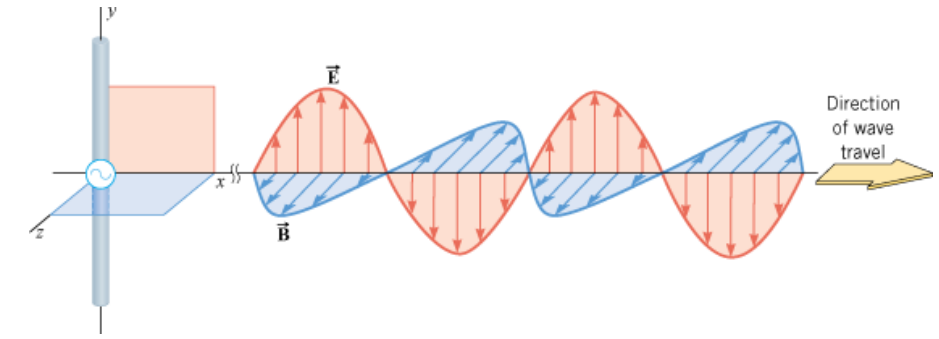 y
E
Direction
of wave
travel
x
z
B